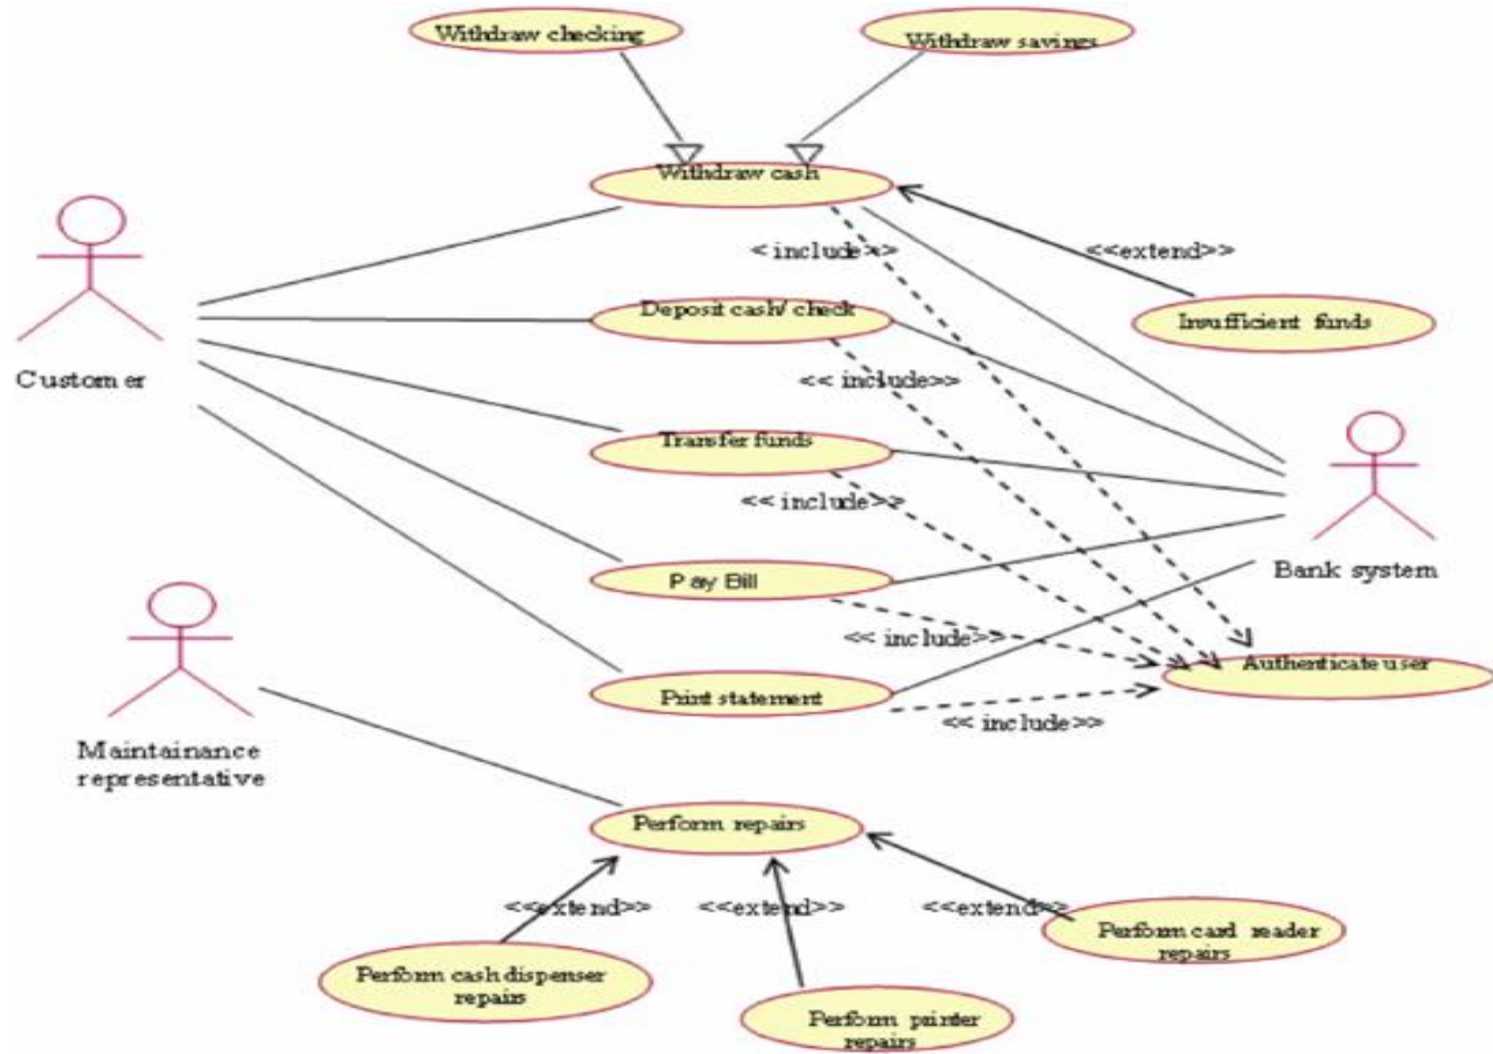 Withdraw checking
Withdraw savings
Withdraw cash
< include>>
<<extend>>
Deposit cash/ check
Insufficient funds
Customer
<< include>>
Transfer funds
<< include>>
Bank system
Pay Bill
<< include>>
Authenticate user
Print statement
<< include>>
Maintainance
representative
Perform repairs
<<extend>>
<<extend>>
<<extend>>
Perform card reader
repairs
Perform cash dispenser
repairs
Perform printer
repairs